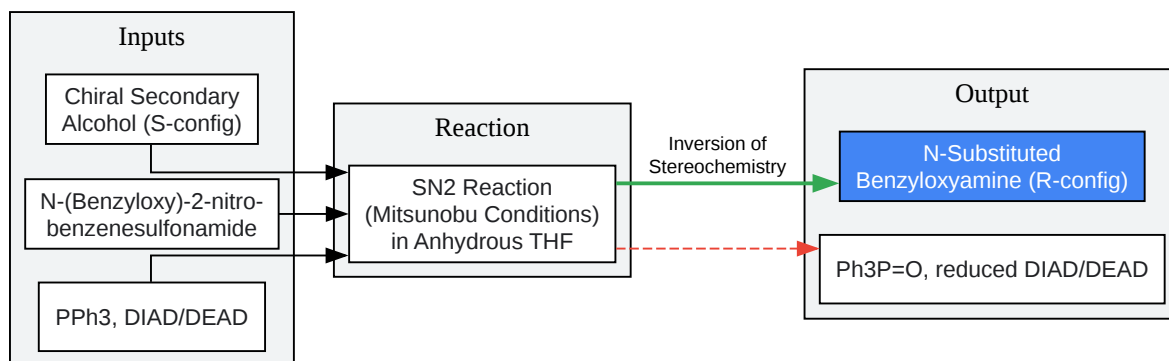 Inputs
Chiral Secondary
Alcohol (S-config)
N-(Benzyloxy)-2-nitro-
benzenesulfonamide
PPh3, DIAD/DEAD
Reaction
SN2 Reaction
(Mitsunobu Conditions)
in Anhydrous THF
Inversion of
Stereochemistry
Output
N-Substituted
Benzyloxyamine (R-config)
Ph3P=O, reduced DIAD/DEAD